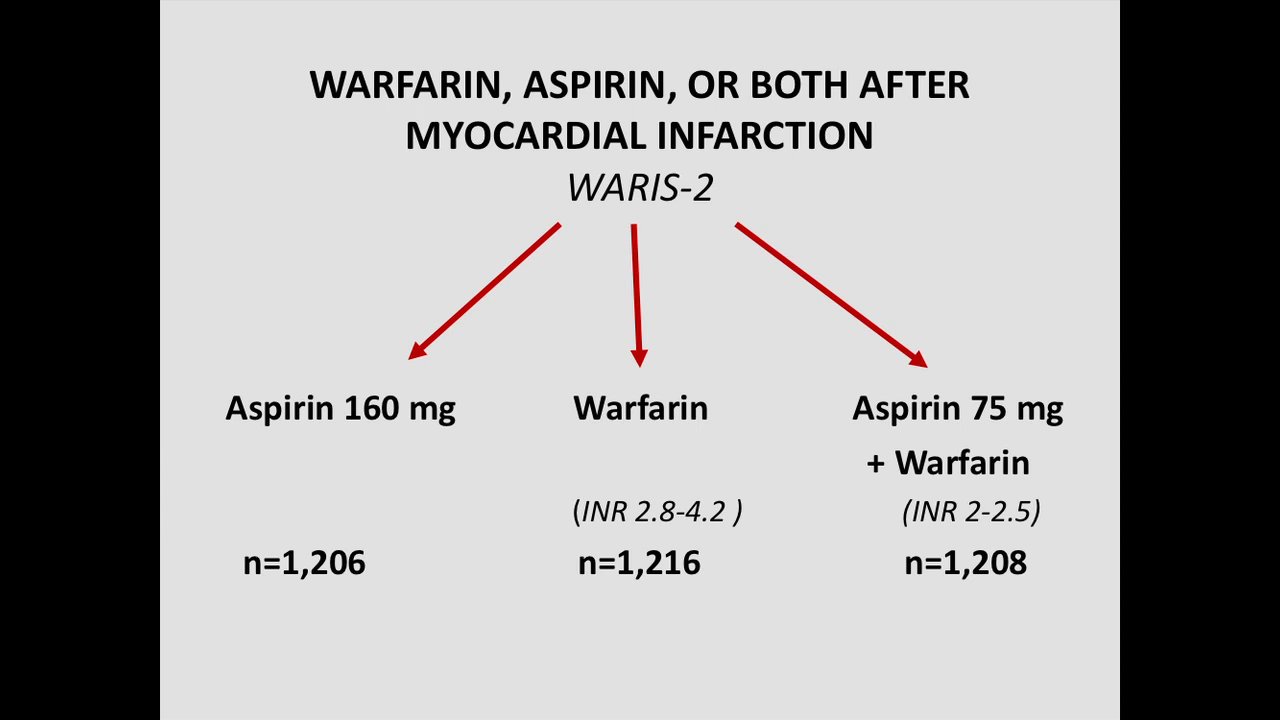 WARFARIN, ASPIRIN, OR BOTH AFTER
MYOCARDIAL INFARCTION
WARIS-2
Aspirin 160 mg
Warfarin
(INR 2.8-4.2 )
Aspirin 75 mg
+ Warfarin
(INR 2-2.5)
n=1,206
n=1,216
n=1,208